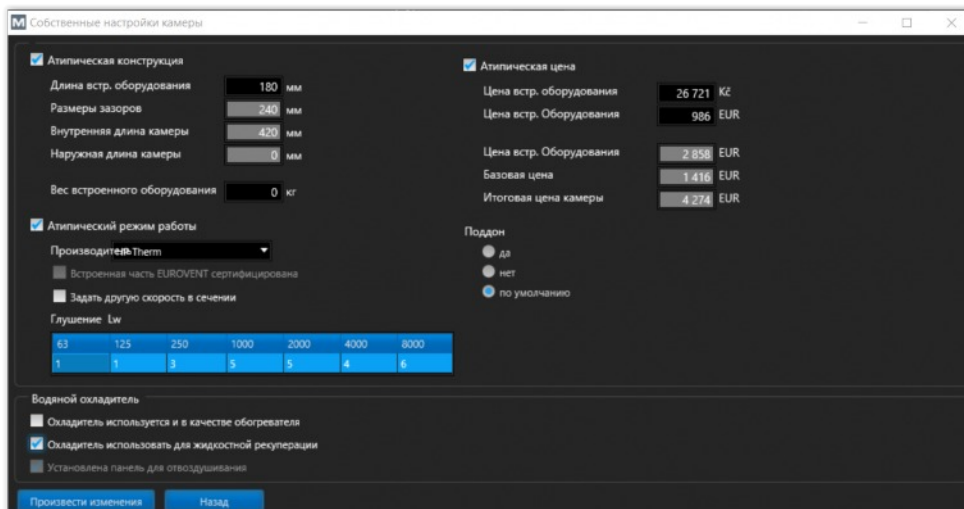 M Собственные настройки камеры
Атипическая конструкция
Длина встр. оборудования 180 мм
Размеры зазоров 240 мм
Внутренняя длина камеры 420 мм
Наружная длина камеры 0 мм
Вес встроенного оборудования 0 кг
Атипический режим работы
Производитель Therm
Встроенная часть EUROVENT сертифицирована
Задать другую скорость в сечении
Глушение Lw
63 125 250 1000 2000 4000 8000
1 1 3 5 5 4 6
Атипическая цена
Цена встр. оборудования 26 721 Kč
Цена встр. Оборудования 986 EUR
Цена встр. Оборудования 2 858 EUR
Базовая цена 1 416 EUR
Итоговая цена камеры 4 274 EUR
Поддон
да
нет
по умолчанию
Водяной охладитель
Охладитель используется и в качестве обогревателя
Охладитель использовать для жидкостной рекуперации
Установлена панель для отвоздушивания
Произвести изменения Назад